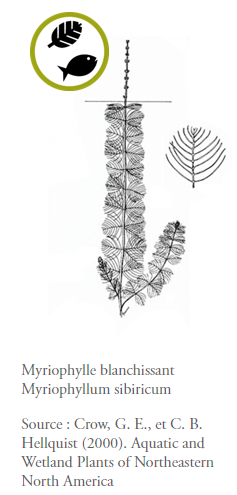 Myriophylle blanchissant
Myriophyllum sibiricum
Source : Crow, G. E., et C. B.
Hellquist (2000). Aquatic and
Wetland Plants of Northeastern
North America